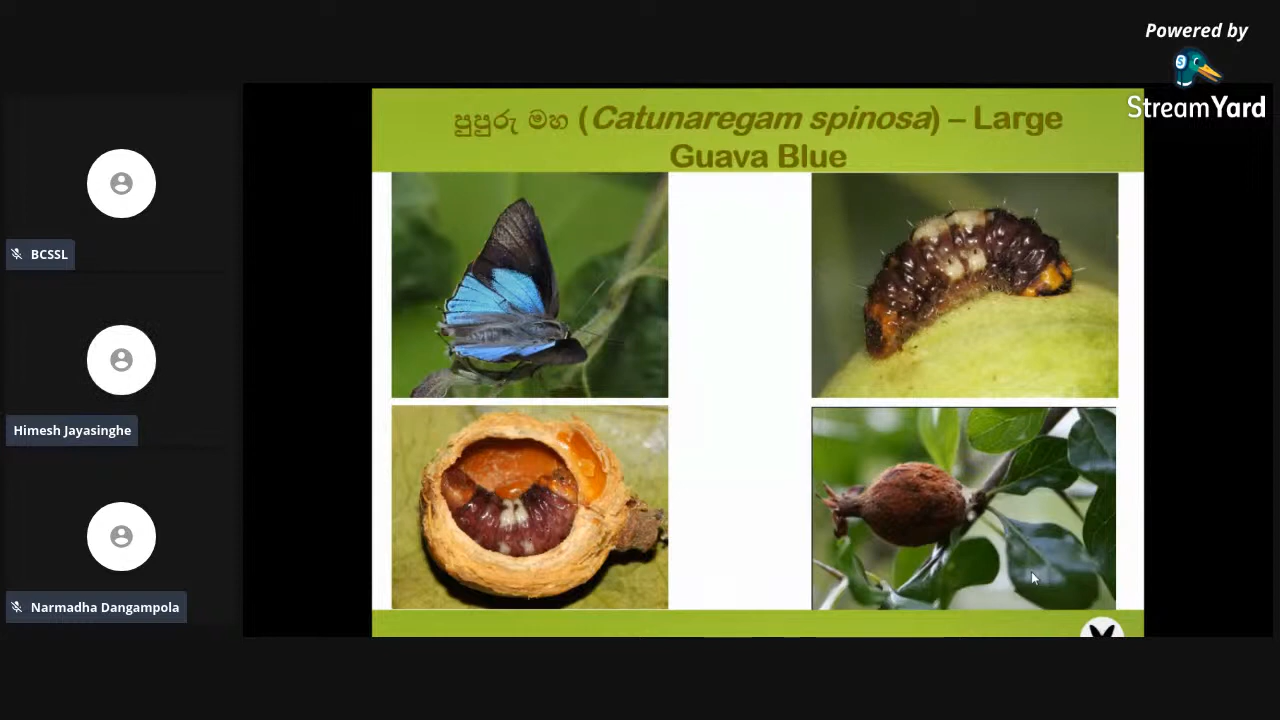 Powered by
StreamYard
පුපුරු මහ (Catunaregam spinosa) – Large
Guava Blue
BCSSL
Himesh Jayasinghe
Narmadha Dangampola